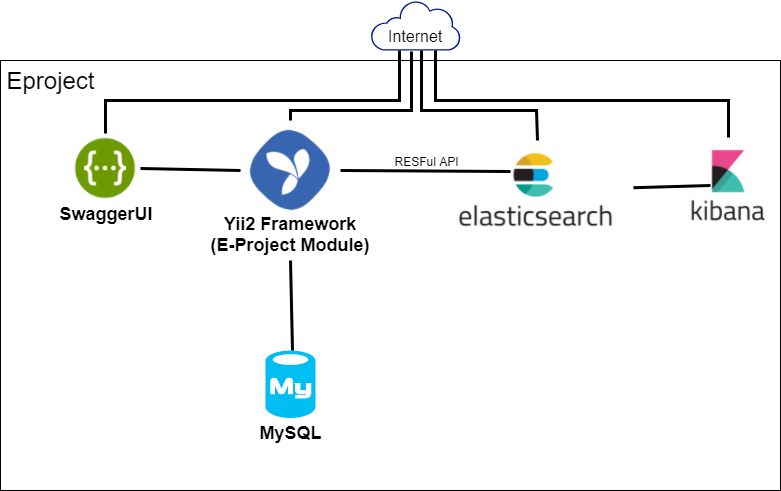 Internet
Eproject
RESFul API
SwaggerUI
Yii2 Framework
(E-Project Module)
elasticsearch
kibana
My
MySQL